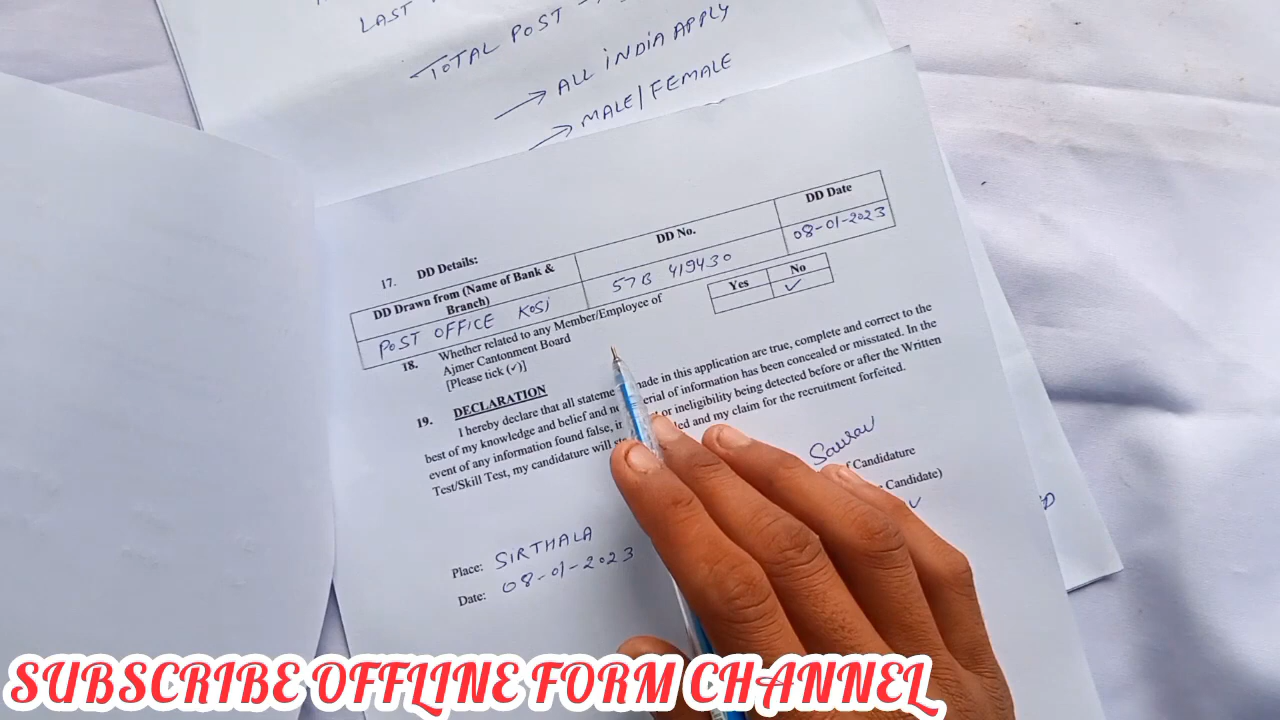 LAST
TOTAL POST →
→ ALL INDIA APPLY
→ MALE/FEMALE
17. DD Details:
DD Drawn from (Name of Bank & Branch) DD No. DD Date
POST OFFICE KOSI 57B 419430 08-01-2023
18. Whether related to any Member/Employee of
Ajmer Cantonment Board
[Please tick (✓)]
Yes No
✓
19. DECLARATION
I hereby declare that all stateme made in this application are true, complete and correct to the
best of my knowledge and belief and no erial of information has been concealed or misstated. In the
event of any information found false, in or ineligibility being detected before or after the Written
Test/Skill Test, my candidature will st led and my claim for the recruitment forfeited.
Saurav
f Candidature
Candidate)
Place: SIRTHALA
Date: 08-01-2023
SUBSCRIBE OFFLINE FORM CHANNEL